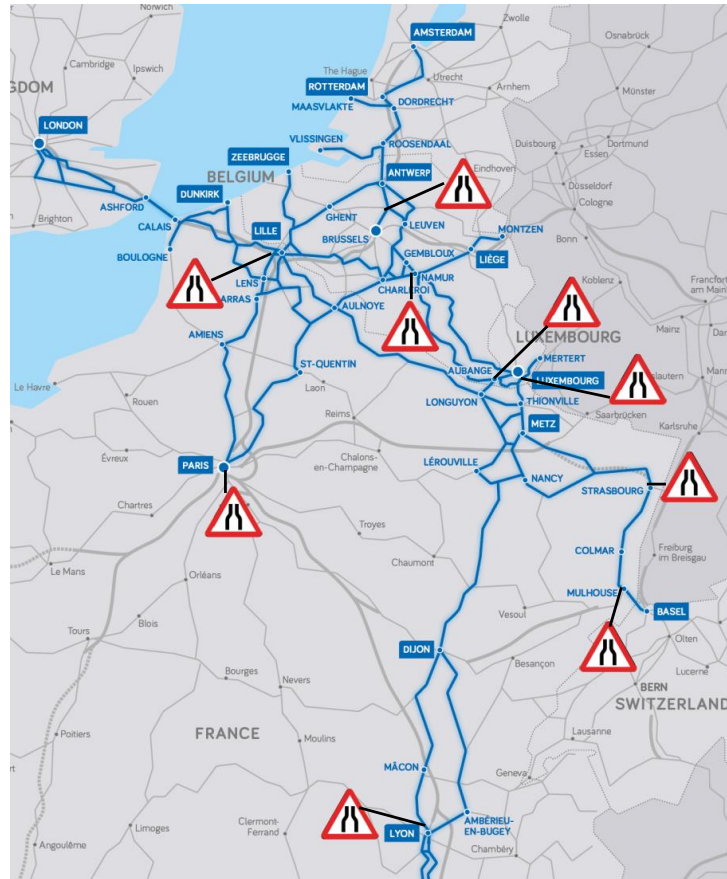 Norwich
Zwolle
AMSTERDAM
Osnabrück
Cambridge
Ipswich
The Hague
Utrecht
GDOM
ROTTERDAM
Arnhem
Münster
MAASVLAKTE
DORDRECHT
LONDON
VLISSINGEN
ROOSENDAAL
Duisburg
Dortmund
Essen
ZEEBRUGGE
BELGIUM
ANTWERP
Eindhoven
Düsseldorf
DUNKIRK
Cologne
ASHFORD
GHENT
LEUVEN
MONTZEN
Brighton
CALAIS
LILLE
BRUSSELS
Bonn
BOULOGNE
GEMBLOUX
LIÈGE
NAMUR
LENS
CHARLEROI
Koblenz
Frankfurt
am Main
ARRAS
AULNOYE
LUXEMBOURG
Mainz
AMIENS
MERTERT
ST-QUENTIN
AUBANGE
Le Havre
Laon
LUXEMBOURG
Rouen
LONGUYON
THIONVILLE
Saarbrücken
Reims
METZ
Karlsruhe
Évreux
Chalons-
en-Champagne
PARIS
LÉROUVILLE
NANCY
STRASBOURG
Chartres
Troyes
COLMAR
Freiburg
im Breisgau
Le Mans
Chaumont
Orléans
MULHOUSE
Blois
Vesoul
BASEL
Tours
DIJON
Olten
Besançon
Bourges
Nevers
Lucerne
BERN
SWITZERLAND
Poitiers
FRANCE
Moulins
Lausanne
MÂCON
Geneva
Limoges
Clermont-
Ferrand
LYON
AMBÉRIEU-
EN-BUGEY
Angoulême
Chambéry